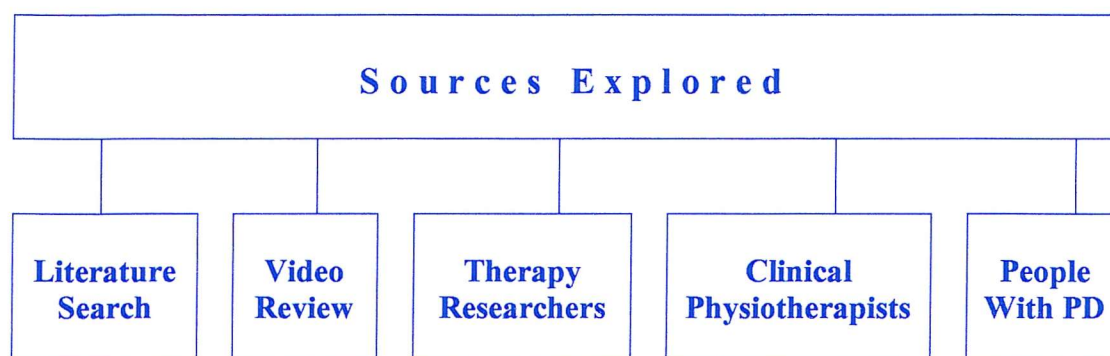 Sources Explored
Literature
Search
Video
Review
Therapy
Researchers
Clinical
Physiotherapists
People
With PD